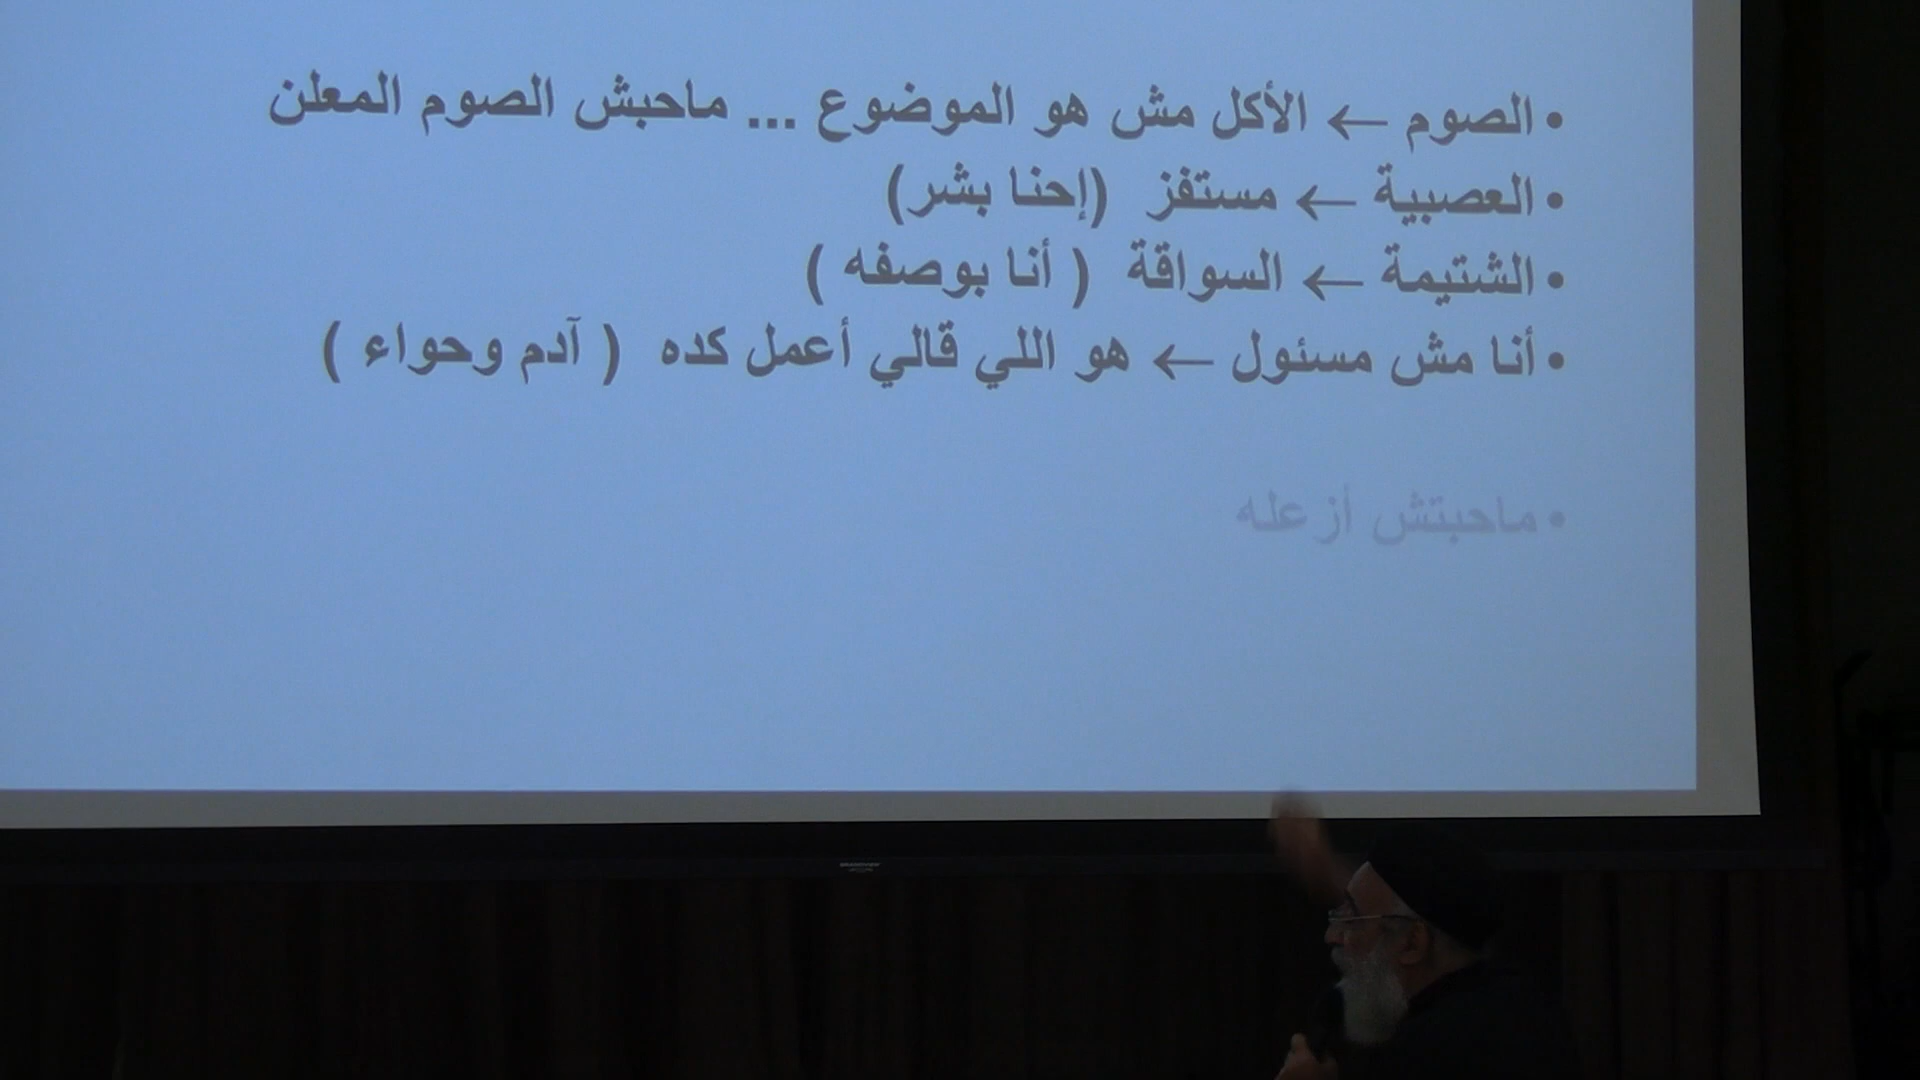 • الصوم ← الأكل مش هو الموضوع ... ماحبش الصوم المعلن
• العصبية ← مستفز (إحنا بشر)
• الشتيمة ← السواقة ( أنا بوصفه )
• أنا مش مسئول ← هو اللي قالي أعمل كده ( آدم وحواء )
• ماحبتش أزعله